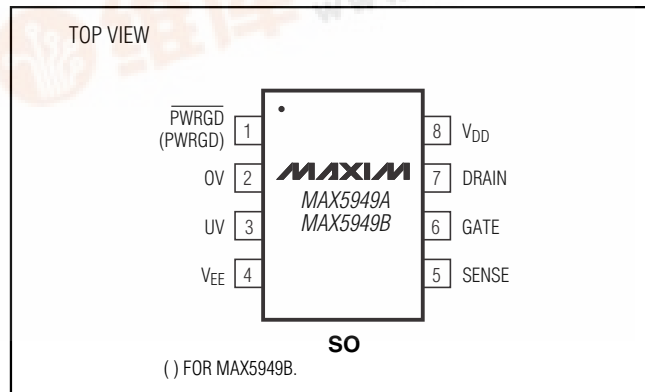 TOP VIEW
PWRGD
(PWRGD)
1
OV
2
UV
3
VEE
4
MAXIM
MAX5949A
MAX5949B
8
VDD
7
DRAIN
6
GATE
5
SENSE
SO
( ) FOR MAX5949B.